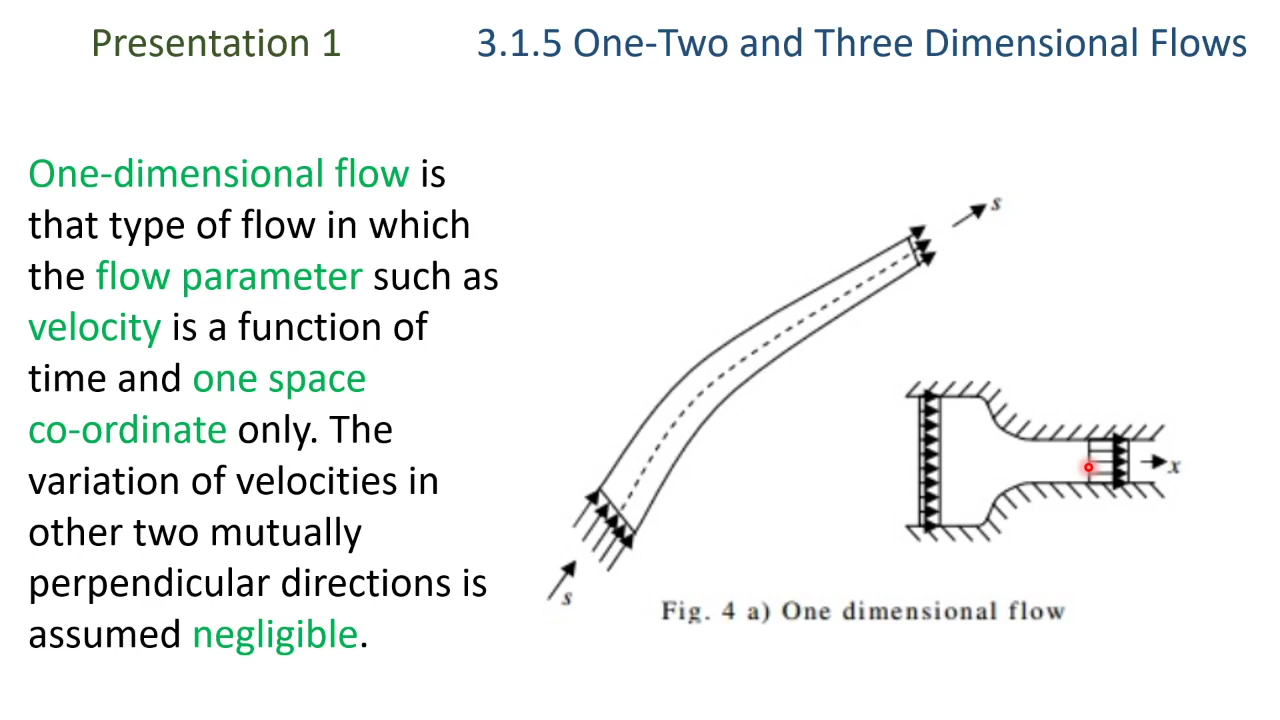 Presentation 1
3.1.5 One-Two and Three Dimensional Flows
One-dimensional flow is
that type of flow in which
the flow parameter such as
velocity is a function of
time and one space
co-ordinate only. The
variation of velocities in
other two mutually
perpendicular directions is
assumed negligible.
s
x
s
Fig. 4 a) One dimensional flow